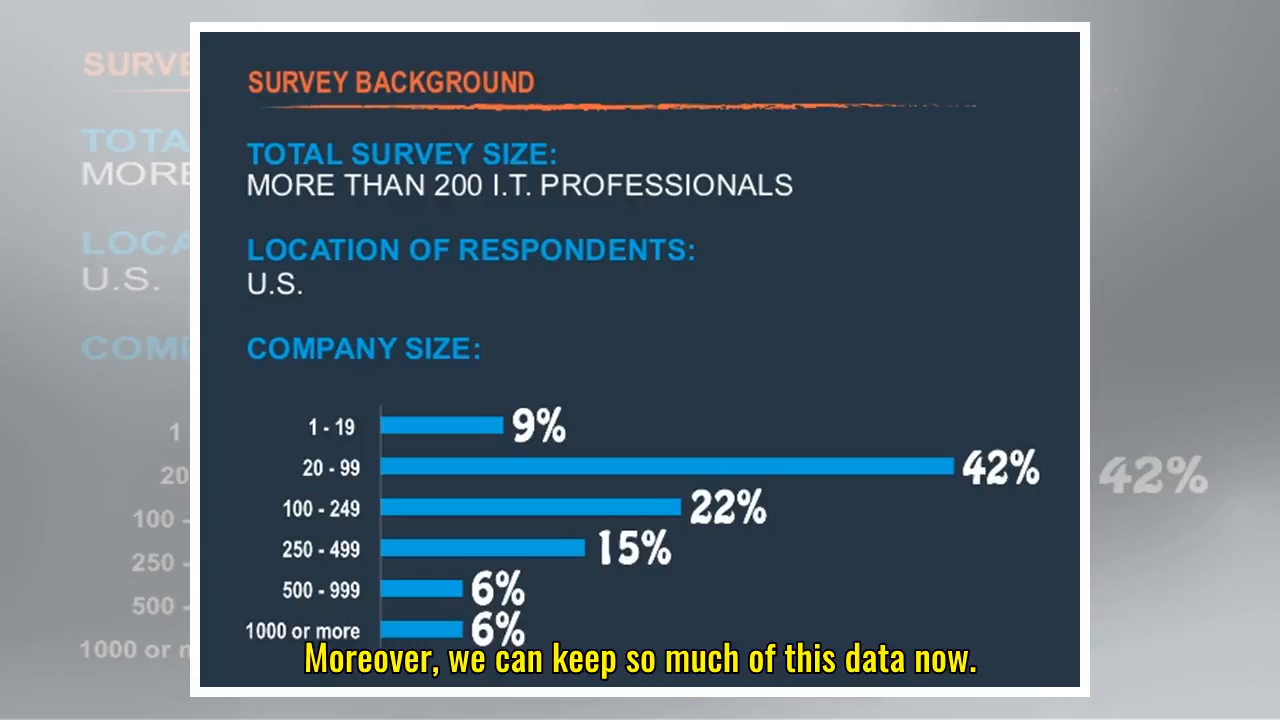 SURVEY BACKGROUND
TOTAL SURVEY SIZE:
MORE THAN 200 I.T. PROFESSIONALS
LOCATION OF RESPONDENTS:
U.S.
COMPANY SIZE:
1 - 19 9%
20 - 99 42%
100 - 249 22%
250 - 499 15%
500 - 999 6%
1000 or more 6%
Moreover, we can keep so much of this data now.